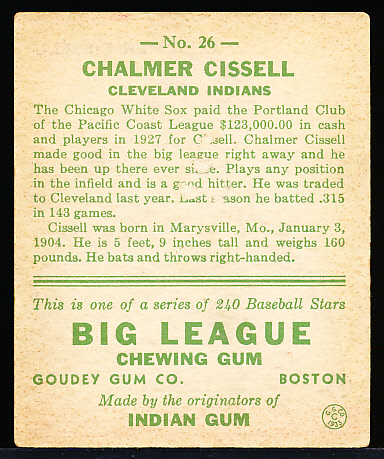 — No. 26 —
CHALMER CISSELL
CLEVELAND INDIANS
The Chicago White Sox paid the Portland Club
of the Pacific Coast League $123,000.00 in cash
and players in 1927 for Cissell. Chalmer Cissell
made good in the big league right away and he
has been up there ever since. Plays any position
in the infield and is a good hitter. He was traded
to Cleveland last year. Last season he batted .315
in 143 games.
Cissell was born in Marysville, Mo., January 3,
1904. He is 5 feet, 9 inches tall and weighs 160
pounds. He bats and throws right-handed.
This is one of a series of 240 Baseball Stars
BIG LEAGUE
CHEWING GUM
GOUDEY GUM CO. BOSTON
Made by the originators of
INDIAN GUM
G.G.CO.
C
1933